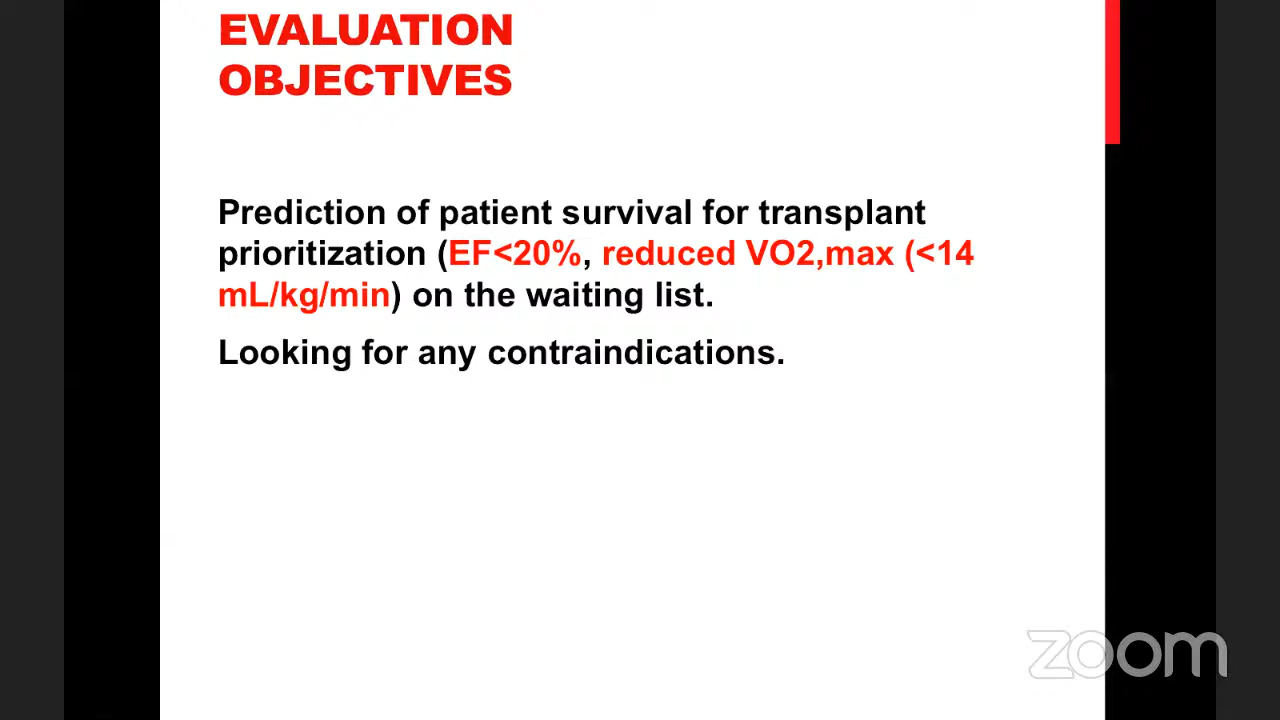 EVALUATION
OBJECTIVES
Prediction of patient survival for transplant
prioritization (EF<20%, reduced VO2,max (<14
mL/kg/min) on the waiting list.
Looking for any contraindications.
zoom